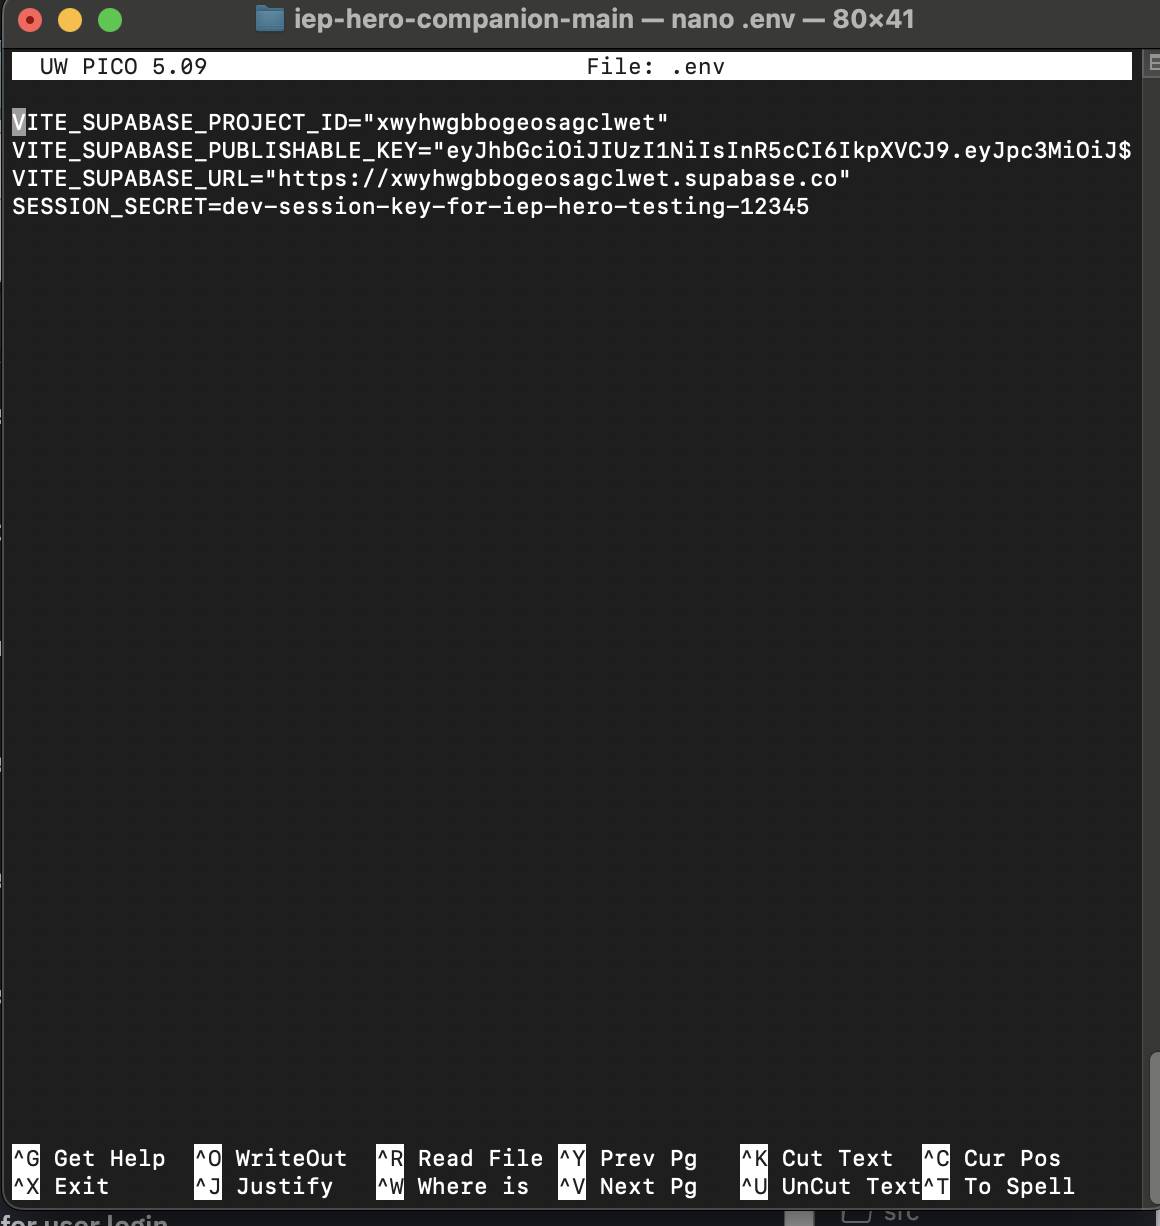 iep-hero-companion-main — nano .env — 80×41
UW PICO 5.09 File: .env
VITE_SUPABASE_PROJECT_ID="xwyhwgbbogeosagclwet"
VITE_SUPABASE_PUBLISHABLE_KEY="eyJhbGciOiJIUzI1NiIsInR5cCI6IkpXVCJ9.eyJpc3MiOiJ$
VITE_SUPABASE_URL="https://xwyhwgbbogeosagclwet.supabase.co"
SESSION_SECRET=dev-session-key-for-iep-hero-testing-12345
^G Get Help ^O WriteOut ^R Read File ^Y Prev Pg ^K Cut Text ^C Cur Pos
^X Exit ^J Justify ^W Where is ^V Next Pg ^U UnCut Text ^T To Spell
for user login src